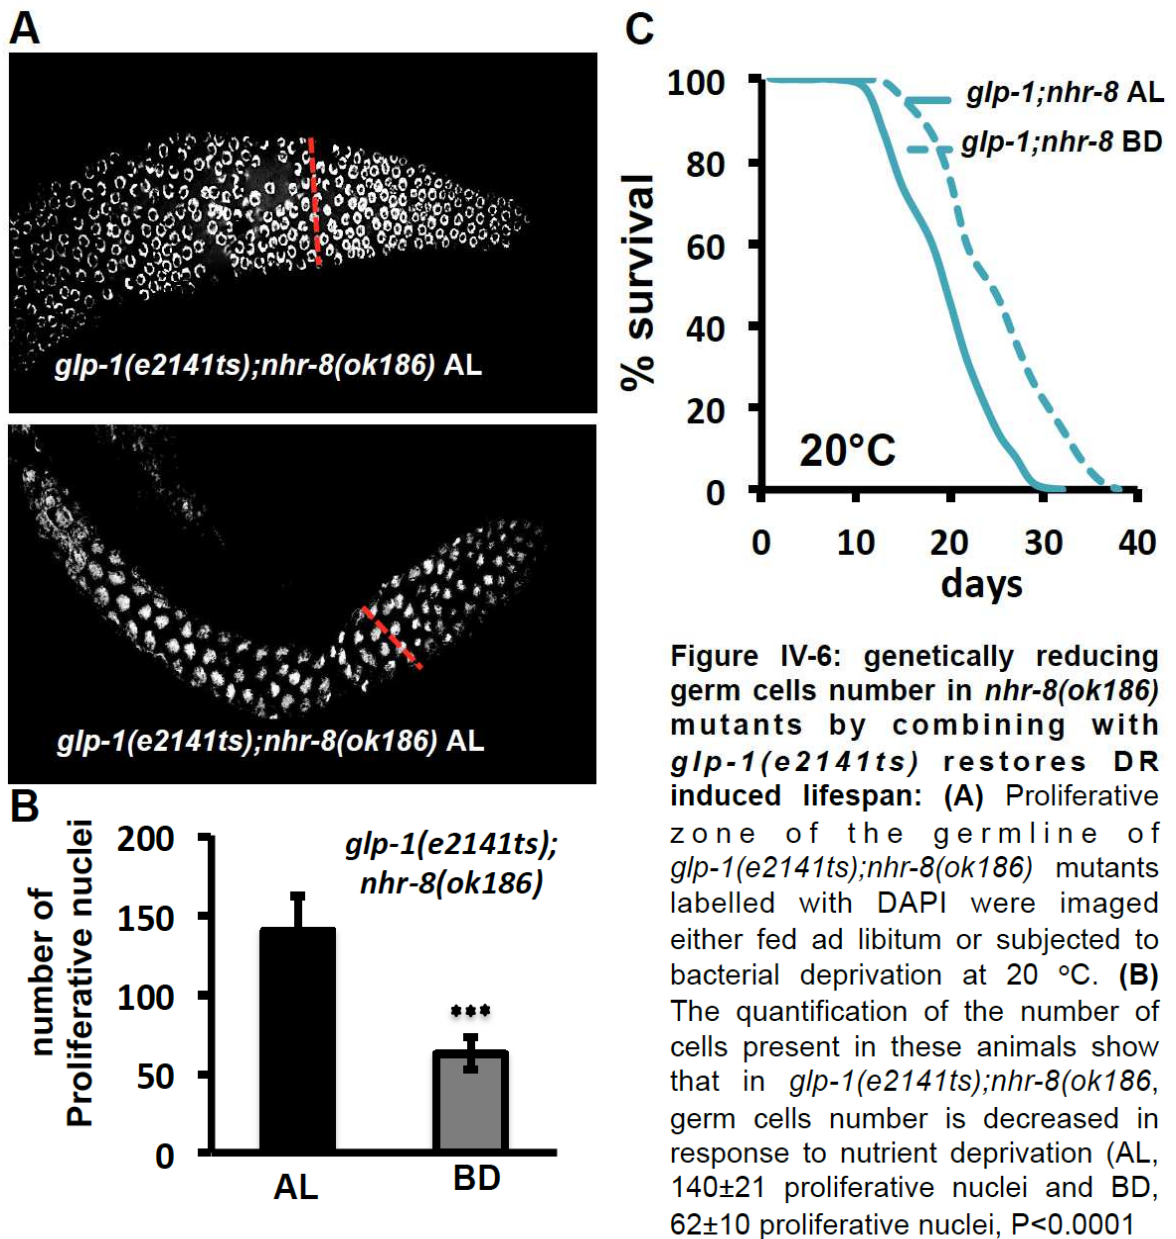 A
glp-1(e2141ts);nhr-8(ok186) AL
glp-1(e2141ts);nhr-8(ok186) AL
B
number of
Proliferative nuclei
200
150
100
50
0
glp-1(e2141ts);
nhr-8(ok186)
***
AL
BD
C
% survival
100
80
60
40
20
0
glp-1;nhr-8 AL
glp-1;nhr-8 BD
20°C
0
10
20
30
40
days
Figure IV-6: genetically reducing
germ cells number in nhr-8(ok186)
mutants by combining with
glp-1(e2141ts) restores DR
induced lifespan: (A) Proliferative
zone of the germline of
glp-1(e2141ts);nhr-8(ok186) mutants
labelled with DAPI were imaged
either fed ad libitum or subjected to
bacterial deprivation at 20 °C. (B)
The quantification of the number of
cells present in these animals show
that in glp-1(e2141ts);nhr-8(ok186,
germ cells number is decreased in
response to nutrient deprivation (AL,
140±21 proliferative nuclei and BD,
62±10 proliferative nuclei, P<0.0001